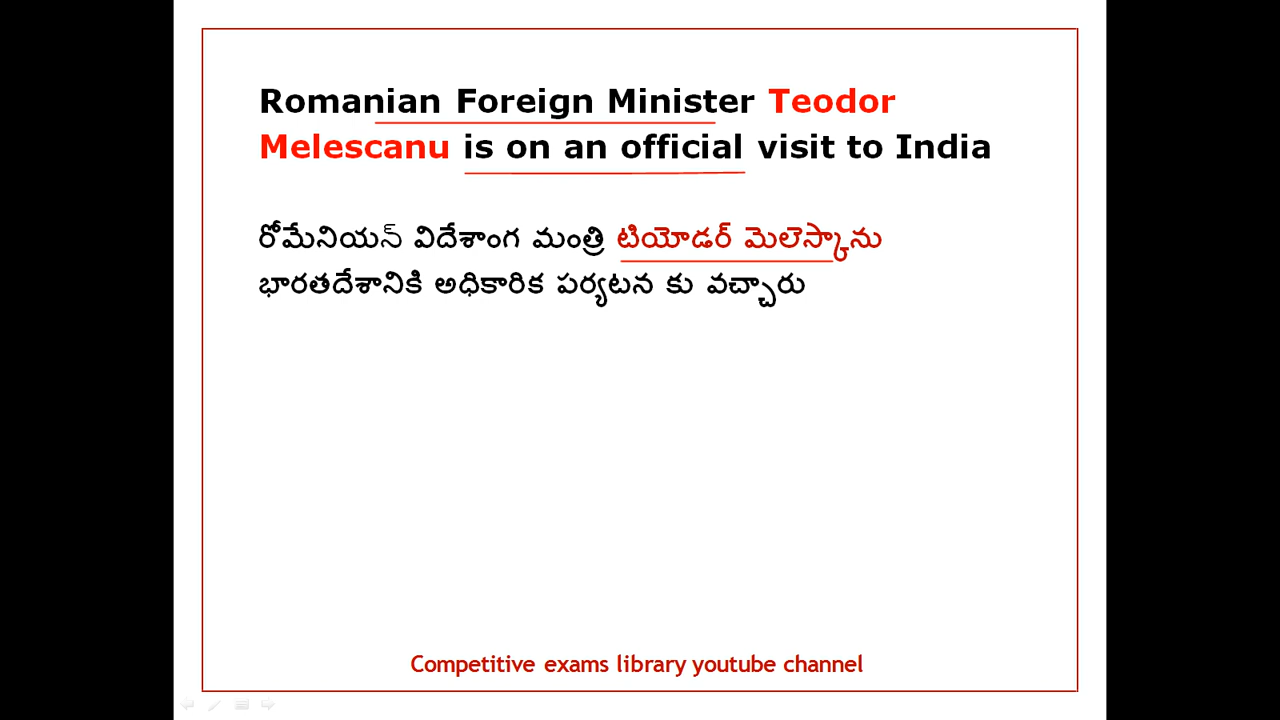 Romanian Foreign Minister Teodor
Melescanu is on an official visit to India
రోమేనియన్ విదేశాంగ మంత్రి టియోడర్ మెలెస్కాను
భారతదేశానికి అధికారిక పర్యటన కు వచ్చారు
Competitive exams library youtube channel